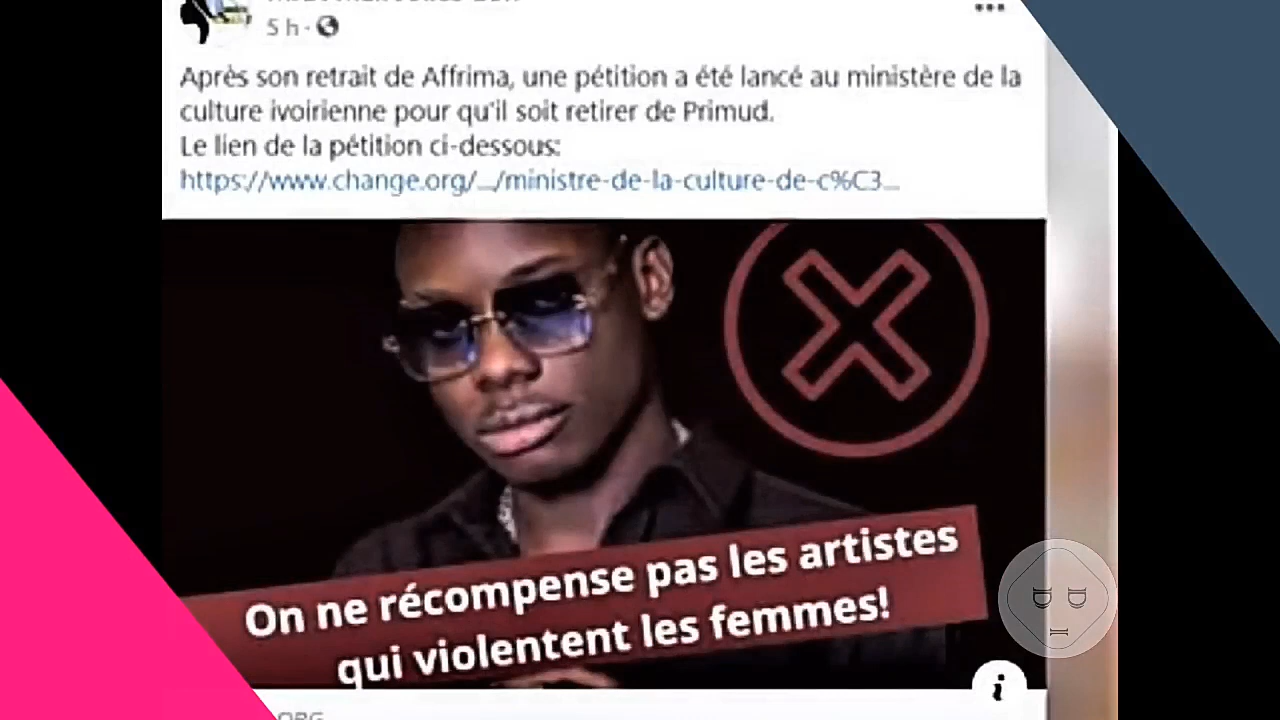 5 h ·
Après son retrait de Affrima, une pétition a été lancé au ministère de la
culture ivoirienne pour qu'il soit retirer de Primud.
Le lien de la pétition ci-dessous:
https://www.change.org/.../ministre-de-la-culture-de-c%C3...
On ne récompense pas les artistes
qui violentent les femmes!
i
ORG